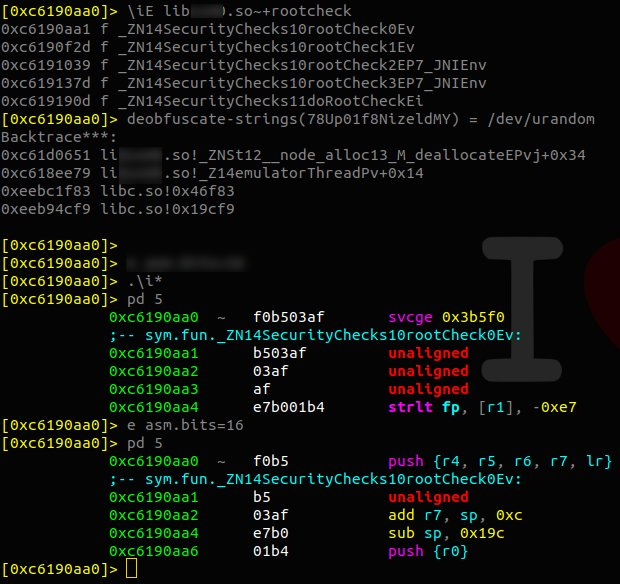 [0xc6190aa0]> \iE lib .so~+rootcheck
0xc6190aa1 f _ZN14SecurityChecks10rootCheck0Ev
0xc6190f2d f _ZN14SecurityChecks10rootCheck1Ev
0xc6191039 f _ZN14SecurityChecks10rootCheck2EP7_JNIEnv
0xc619137d f _ZN14SecurityChecks10rootCheck3EP7_JNIEnv
0xc619190d f _ZN14SecurityChecks11doRootCheckEi
[0xc6190aa0]> deobfuscate-strings(78Up01f8NizeldMY) = /dev/urandom
Backtrace***:
0xc61d0651 li .so!_ZNSt12__node_alloc13_M_deallocateEPvj+0x34
0xc618ee79 li .so!_Z14emulatorThreadPv+0x14
0xeebc1f83 libc.so!0x46f83
0xeeb94cf9 libc.so!0x19cf9
[0xc6190aa0]>
[0xc6190aa0]>
[0xc6190aa0]> .\i*
[0xc6190aa0]> pd 5
0xc6190aa0 ~ f0b503af svcge 0x3b5f0
;-- sym.fun._ZN14SecurityChecks10rootCheck0Ev:
0xc6190aa1 b503af unaligned
0xc6190aa2 03af unaligned
0xc6190aa3 af unaligned
0xc6190aa4 e7b001b4 strlt fp, [r1], -0xe7
[0xc6190aa0]> e asm.bits=16
[0xc6190aa0]> pd 5
0xc6190aa0 ~ f0b5 push {r4, r5, r6, r7, lr}
;-- sym.fun._ZN14SecurityChecks10rootCheck0Ev:
0xc6190aa1 b5 unaligned
0xc6190aa2 03af add r7, sp, 0xc
0xc6190aa4 e7b0 sub sp, 0x19c
0xc6190aa6 01b4 push {r0}
[0xc6190aa0]>
I